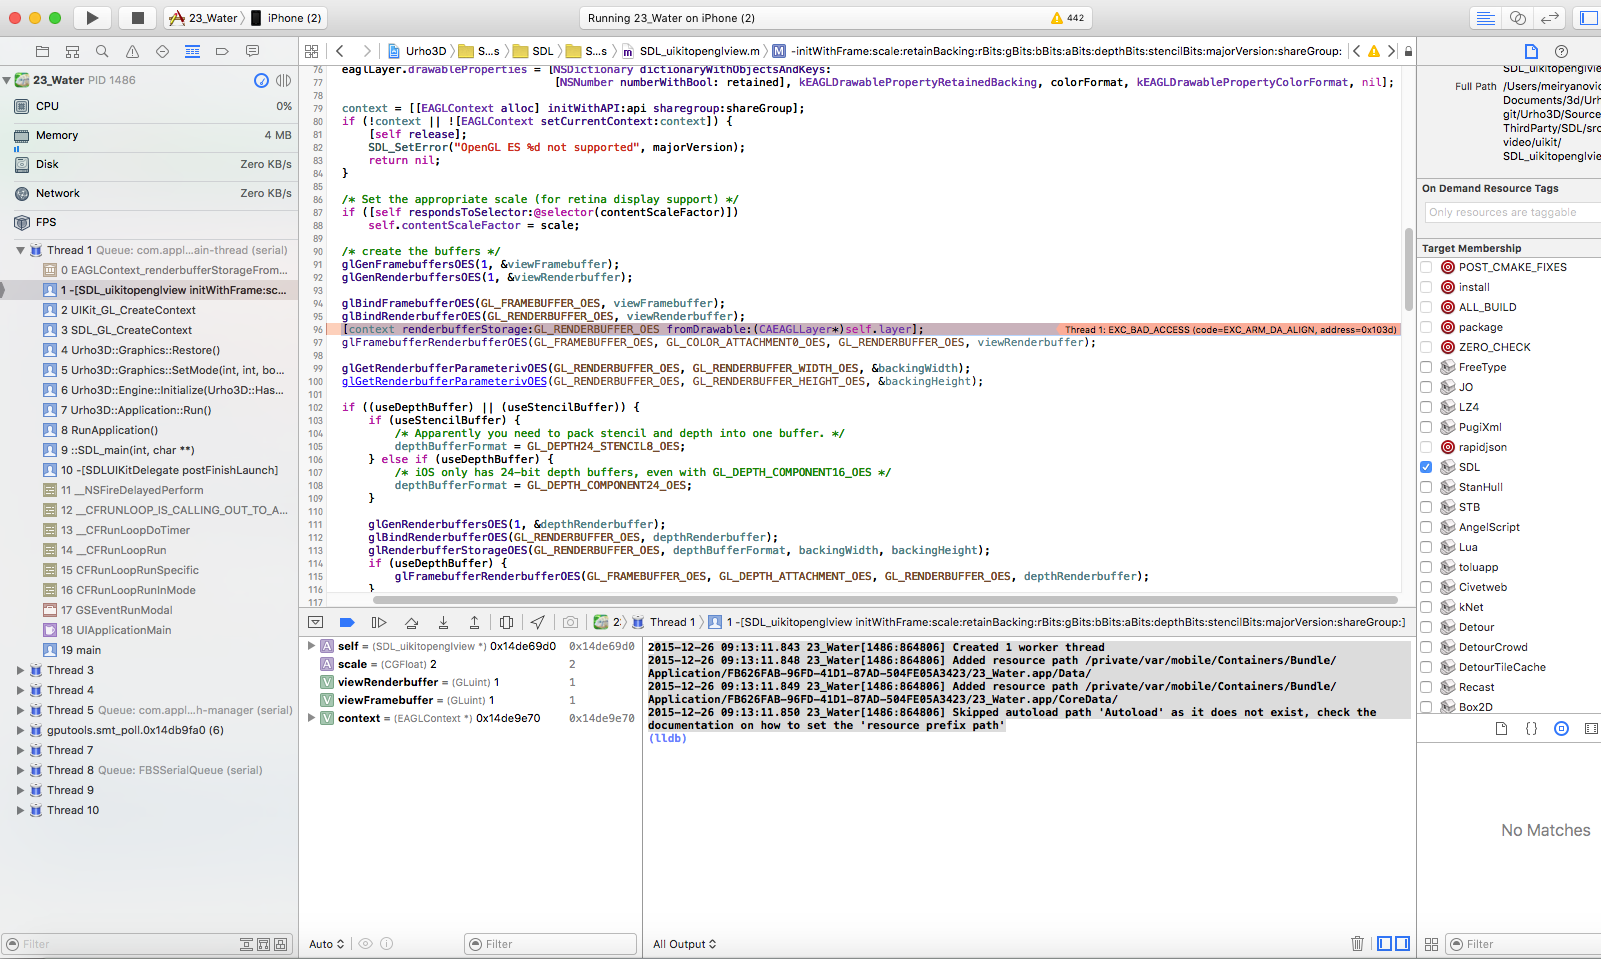 23_Water
iPhone (2)
Running 23_Water on iPhone (2)
442
23_Water PID 1486
CPU
0%
Memory
4 MB
Disk
Zero KB/s
Network
Zero KB/s
FPS
Thread 1 Queue: com.appl...ain-thread (serial)
0 EAGLContext_renderbufferStorageFrom...
1 -[SDL_uikitopenglview initWithFrame:sc...
2 UIKit_GL_CreateContext
3 SDL_GL_CreateContext
4 Urho3D::Graphics::Restore()
5 Urho3D::Graphics::SetMode(int, int, bo...
6 Urho3D::Engine::Initialize(Urho3D::Has...
7 Urho3D::Application::Run()
8 RunApplication()
9 ::SDL_main(int, char **)
10 -[SDLUIKitDelegate postFinishLaunch]
11 __NSFireDelayedPerform
12 __CFRUNLOOP_IS_CALLING_OUT_TO_A...
13 __CFRunLoopDoTimer
14 __CFRunLoopRun
15 CFRunLoopRunSpecific
16 CFRunLoopRunInMode
17 GSEventRunModal
18 UIApplicationMain
19 main
Thread 3
Thread 4
Thread 5 Queue: com.appl...h-manager (serial)
gputools.smt_poll.0x14db9fa0 (6)
Thread 7
Thread 8 Queue: FBSSerialQueue (serial)
Thread 9
Thread 10
Filter
Urho3D
S...s
SDL
S...s
SDL_uikitopenglview.m
-initWithFrame:scale:retainBacking:rBits:gBits:bBits:aBits:depthBits:stencilBits:majorVersion:shareGroup:
76 eaglLayer.drawableProperties = [NSDictionary dictionaryWithObjectsAndKeys:
77 [NSNumber numberWithBool: retained], kEAGLDrawablePropertyRetainedBacking, colorFormat, kEAGLDrawablePropertyColorFormat, nil];
78
79 context = [[EAGLContext alloc] initWithAPI:api sharegroup:shareGroup];
80 if (!context || ![EAGLContext setCurrentContext:context]) {
81 [self release];
82 SDL_SetError("OpenGL ES %d not supported", majorVersion);
83 return nil;
84 }
85
86 /* Set the appropriate scale (for retina display support) */
87 if ([self respondsToSelector:@selector(contentScaleFactor)])
88 self.contentScaleFactor = scale;
89
90 /* create the buffers */
91 glGenFramebuffersOES(1, &viewFramebuffer);
92 glGenRenderbuffersOES(1, &viewRenderbuffer);
93
94 glBindFramebufferOES(GL_FRAMEBUFFER_OES, viewFramebuffer);
95 glBindRenderbufferOES(GL_RENDERBUFFER_OES, viewRenderbuffer);
96 [context renderbufferStorage:GL_RENDERBUFFER_OES fromDrawable:(CAEAGLLayer*)self.layer]; Thread 1: EXC_BAD_ACCESS (code=EXC_ARM_DA_ALIGN, address=0x103d)
97 glFramebufferRenderbufferOES(GL_FRAMEBUFFER_OES, GL_COLOR_ATTACHMENT0_OES, GL_RENDERBUFFER_OES, viewRenderbuffer);
98
99 glGetRenderbufferParameterivOES(GL_RENDERBUFFER_OES, GL_RENDERBUFFER_WIDTH_OES, &backingWidth);
100 glGetRenderbufferParameterivOES(GL_RENDERBUFFER_OES, GL_RENDERBUFFER_HEIGHT_OES, &backingHeight);
101
102 if ((useDepthBuffer) || (useStencilBuffer)) {
103 if (useStencilBuffer) {
104 /* Apparently you need to pack stencil and depth into one buffer. */
105 depthBufferFormat = GL_DEPTH24_STENCIL8_OES;
106 } else if (useDepthBuffer) {
107 /* iOS only has 24-bit depth buffers, even with GL_DEPTH_COMPONENT16_OES */
108 depthBufferFormat = GL_DEPTH_COMPONENT24_OES;
109 }
110
111 glGenRenderbuffersOES(1, &depthRenderbuffer);
112 glBindRenderbufferOES(GL_RENDERBUFFER_OES, depthRenderbuffer);
113 glRenderbufferStorageOES(GL_RENDERBUFFER_OES, depthBufferFormat, backingWidth, backingHeight);
114 if (useDepthBuffer) {
115 glFramebufferRenderbufferOES(GL_FRAMEBUFFER_OES, GL_DEPTH_ATTACHMENT_OES, GL_RENDERBUFFER_OES, depthRenderbuffer);
116 }
117
2
Thread 1
1 -[SDL_uikitopenglview initWithFrame:scale:retainBacking:rBits:gBits:bBits:aBits:depthBits:stencilBits:majorVersion:shareGroup:]
A self = (SDL_uikitopenglview *) 0x14de69d0 0x14de69d0
A scale = (CGFloat) 2 2
V viewRenderbuffer = (GLuint) 1 1
V viewFramebuffer = (GLuint) 1 1
V context = (EAGLContext *) 0x14de9e70 0x14de9e70
Auto
Filter
2015-12-26 09:13:11.843 23_Water[1486:864806] Created 1 worker thread
2015-12-26 09:13:11.848 23_Water[1486:864806] Added resource path /private/var/mobile/Containers/Bundle/
Application/FB626FAB-96FD-41D1-87AD-504FE05A3423/23_Water.app/Data/
2015-12-26 09:13:11.849 23_Water[1486:864806] Added resource path /private/var/mobile/Containers/Bundle/
Application/FB626FAB-96FD-41D1-87AD-504FE05A3423/23_Water.app/CoreData/
2015-12-26 09:13:11.850 23_Water[1486:864806] Skipped autoload path 'Autoload' as it does not exist, check the
documentation on how to set the 'resource prefix path'
(lldb)
All Output
SDL_uikitopenglview
Full Path /Users/meiryanovic
Documents/3d/Urho
git/Urho3D/Source
ThirdParty/SDL/src
video/uikit/
SDL_uikitopenglview
On Demand Resource Tags
Only resources are taggable
Target Membership
POST_CMAKE_FIXES
install
ALL_BUILD
package
ZERO_CHECK
FreeType
JO
LZ4
PugiXml
rapidjson
SDL
StanHull
STB
AngelScript
Lua
toluapp
Civetweb
kNet
Detour
DetourCrowd
DetourTileCache
Recast
Box2D
No Matches
Filter